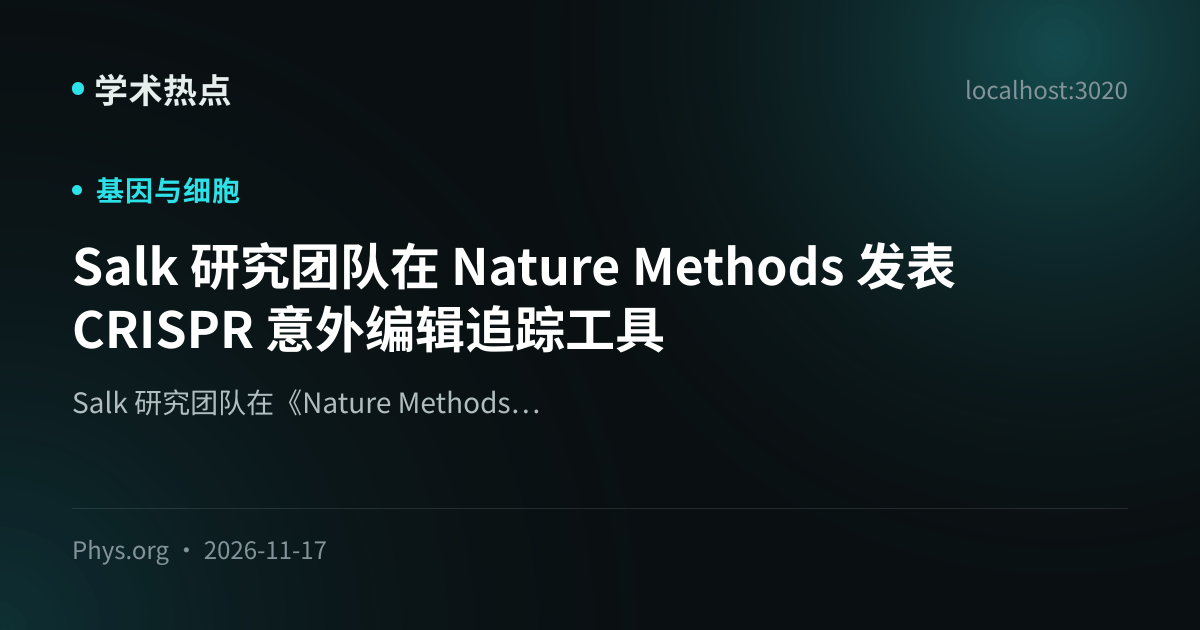 学术热点
localhost:3020
基因与细胞
Salk 研究团队在 Nature Methods 发表
CRISPR 意外编辑追踪工具
Salk 研究团队在《Nature Methods…
Phys.org · 2026-11-17